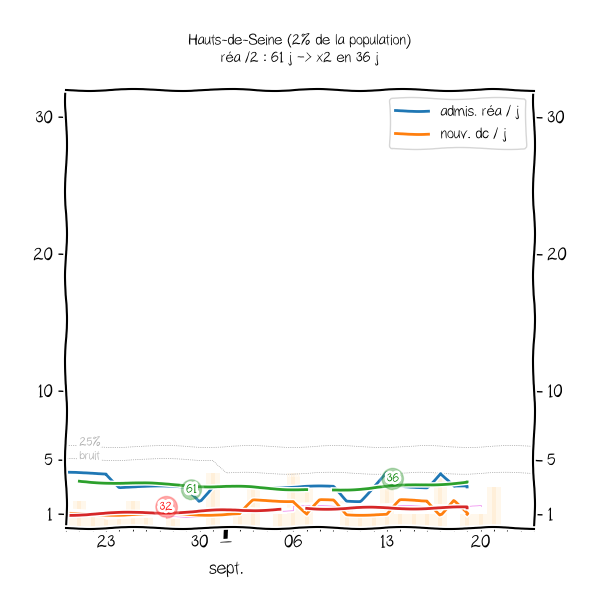 Hauts-de-Seine (2% de la population)
réa /2 : 61 j -> x2 en 36 j
admis. réa / j
nouv. dc / j
30 30
20 20
10 10
25%
bruit
5 5
61 36
32
1 1
23 30 1 06 13 20
sept.